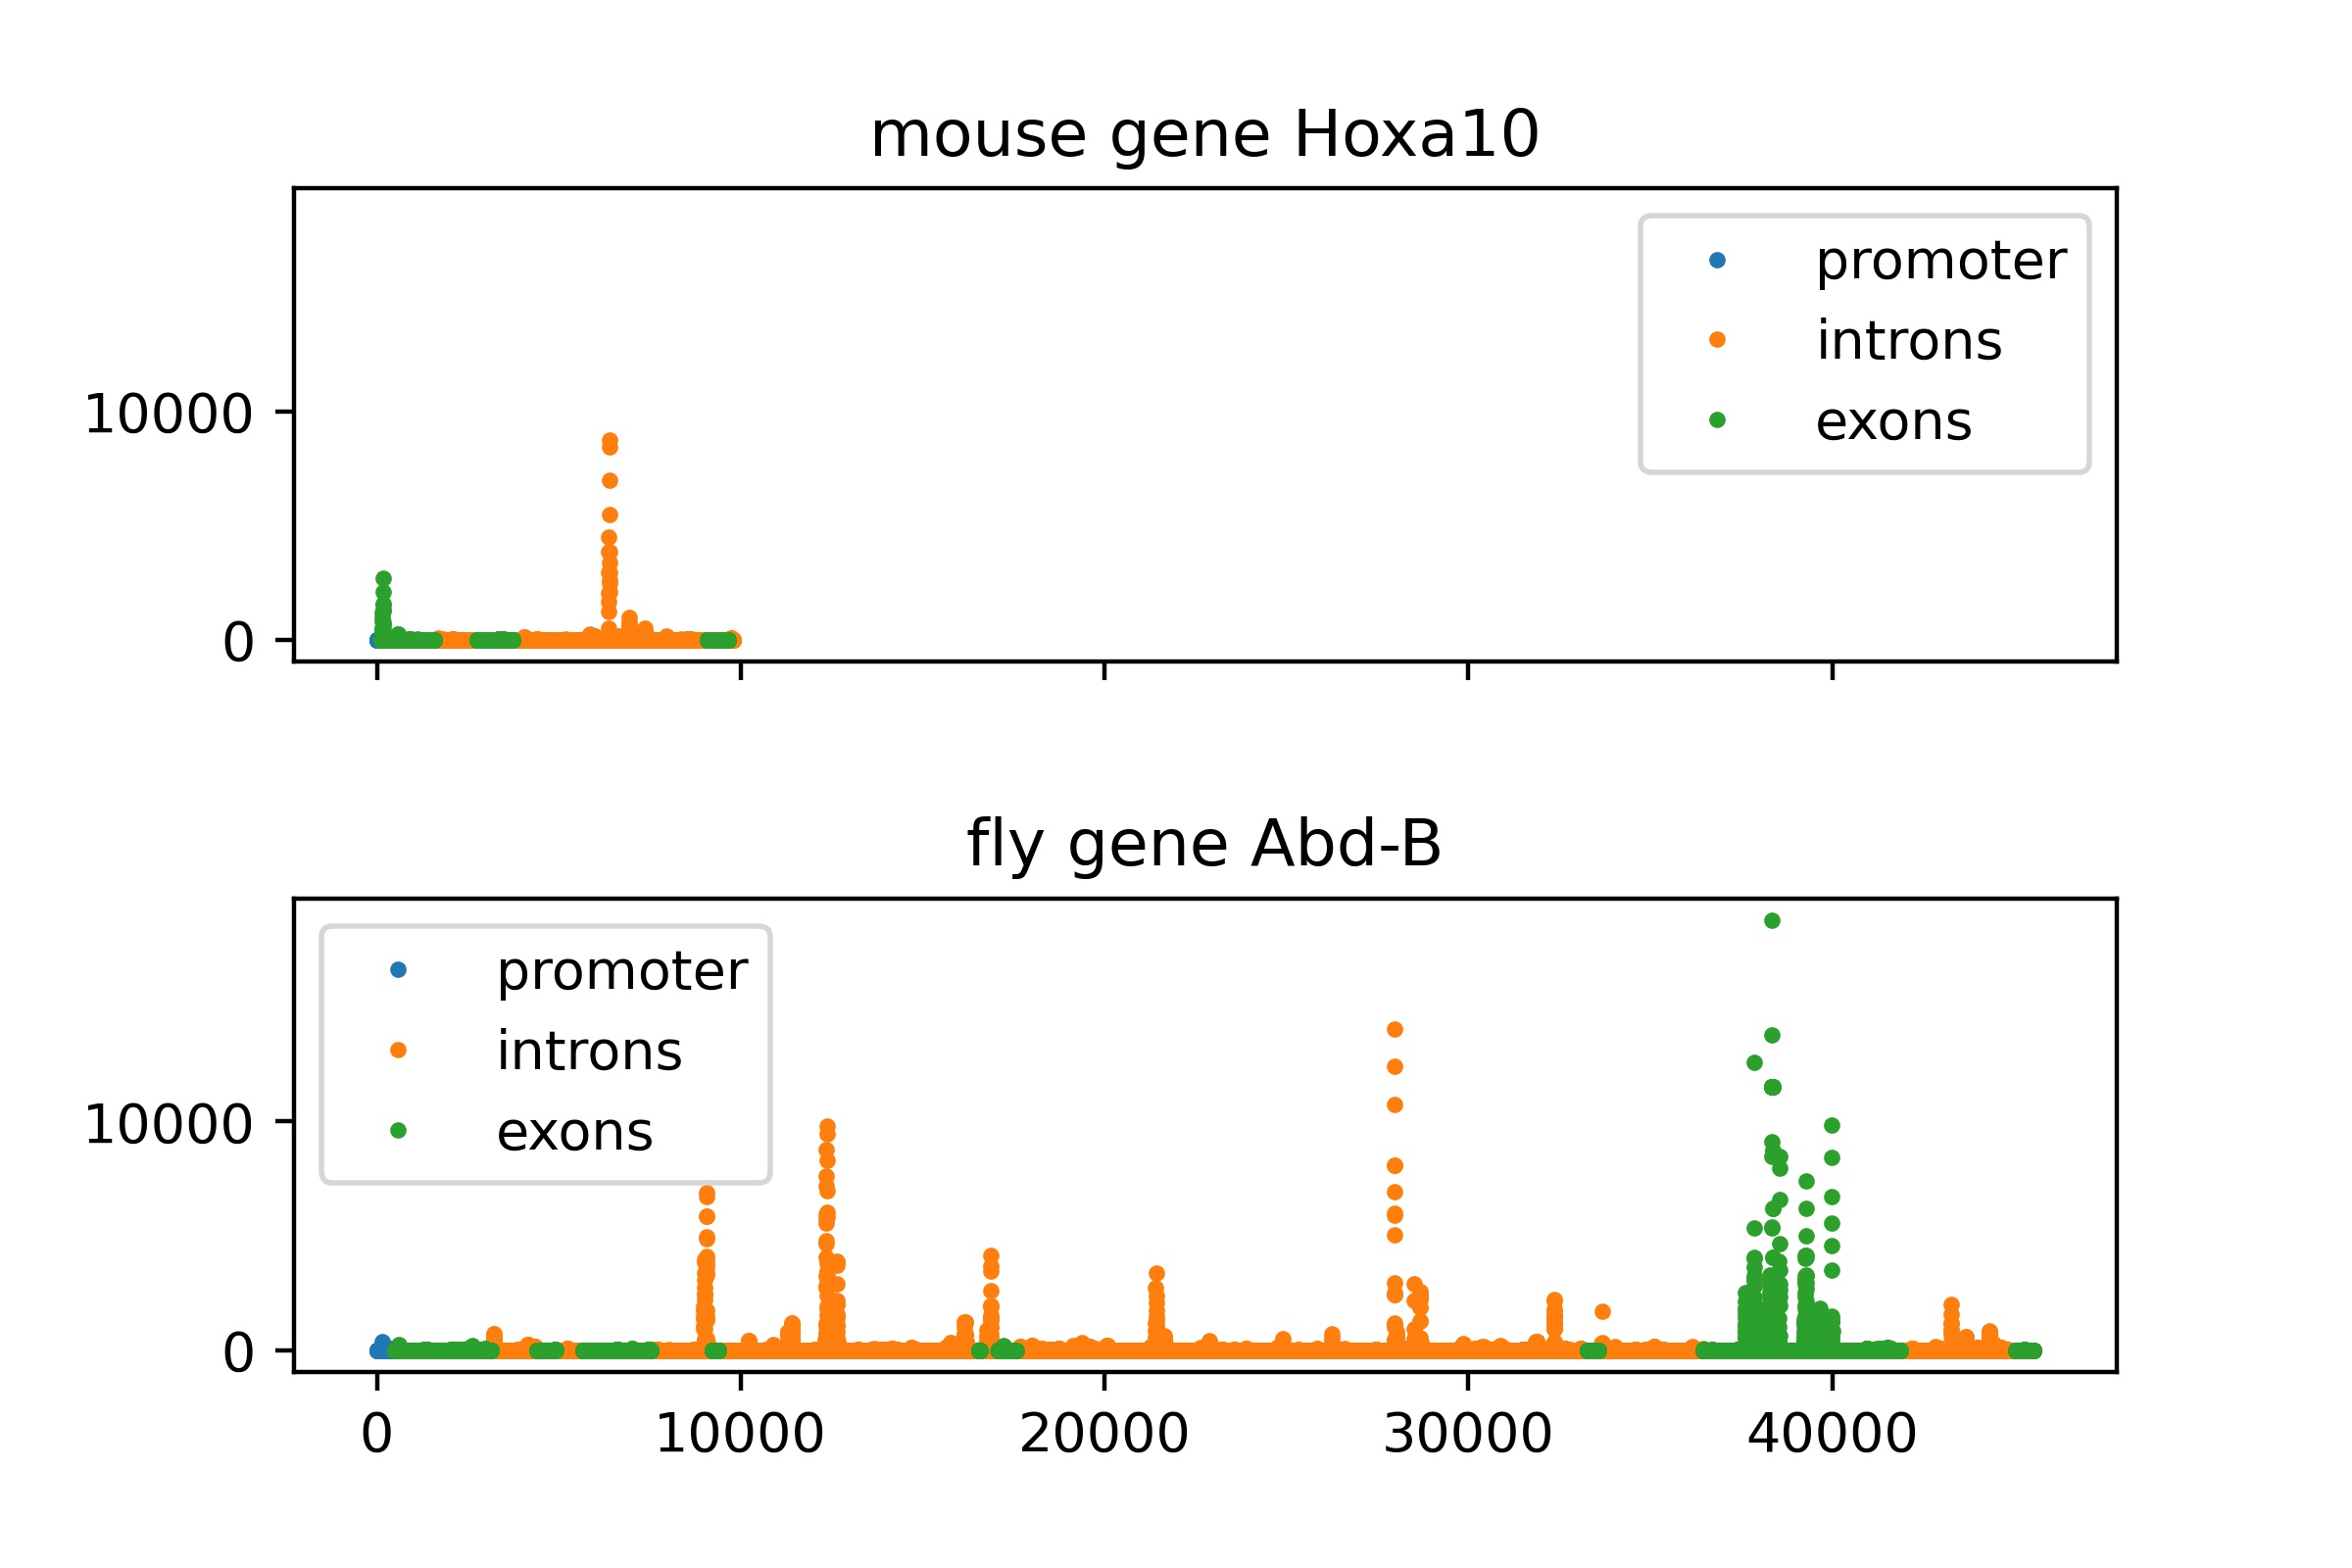 mouse gene Hoxa10
promoter
introns
exons
10000
0
fly gene Abd-B
promoter
introns
exons
10000
0
0 10000 20000 30000 40000